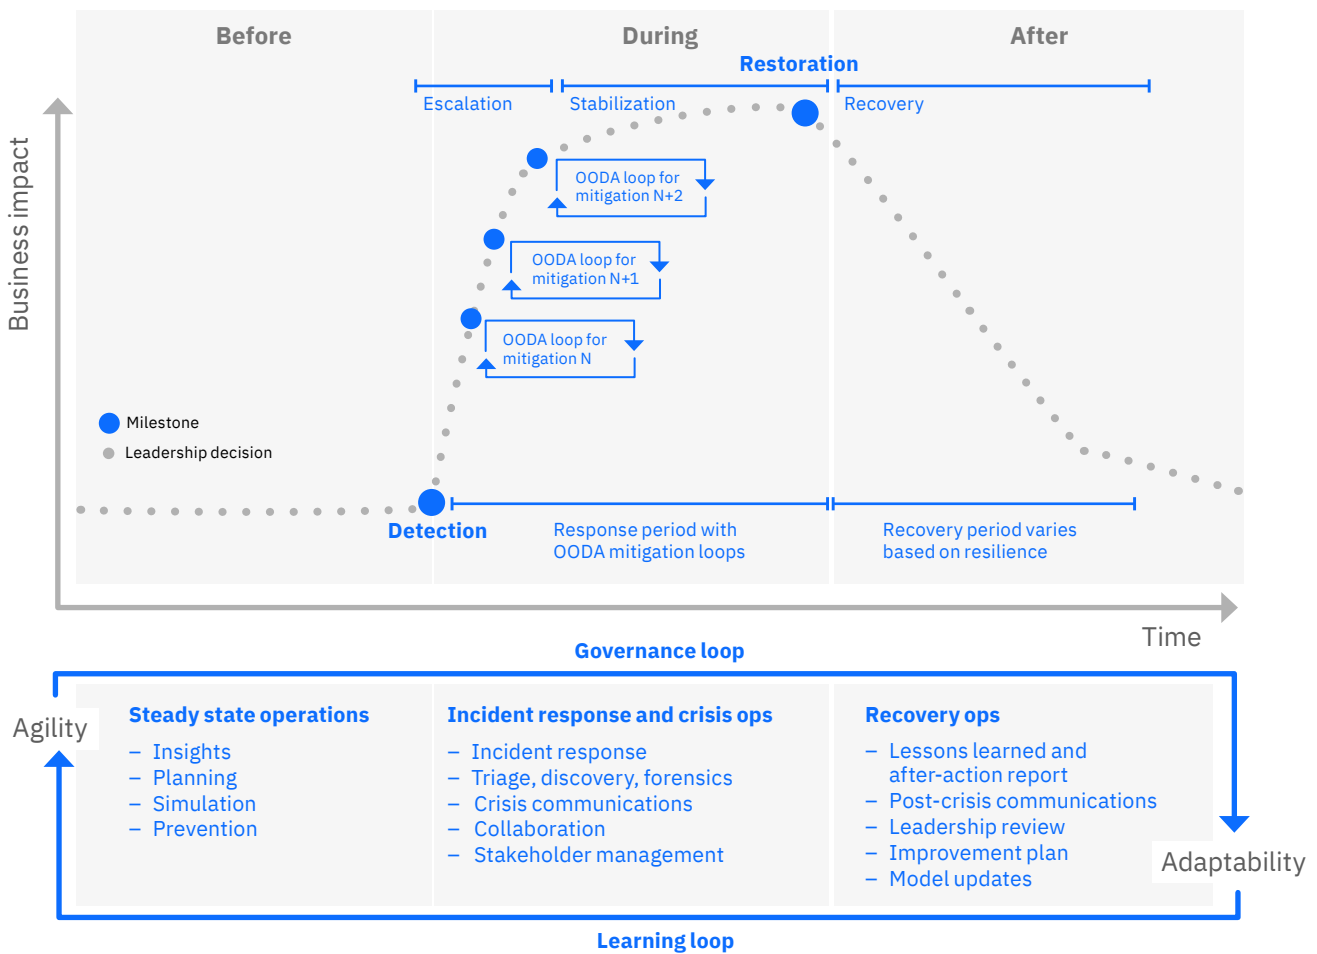 Before
During
After
Restoration
Escalation
Stabilization
Recovery
Business impact
OODA loop for
mitigation N+2
OODA loop for
mitigation N+1
OODA loop for
mitigation N
Milestone
Leadership decision
Detection
Response period with
OODA mitigation loops
Recovery period varies
based on resilience
Time
Governance loop
Agility
Steady state operations
– Insights
– Planning
– Simulation
– Prevention
Incident response and crisis ops
– Incident response
– Triage, discovery, forensics
– Crisis communications
– Collaboration
– Stakeholder management
Recovery ops
– Lessons learned and
after-action report
– Post-crisis communications
– Leadership review
– Improvement plan
– Model updates
Adaptability
Learning loop